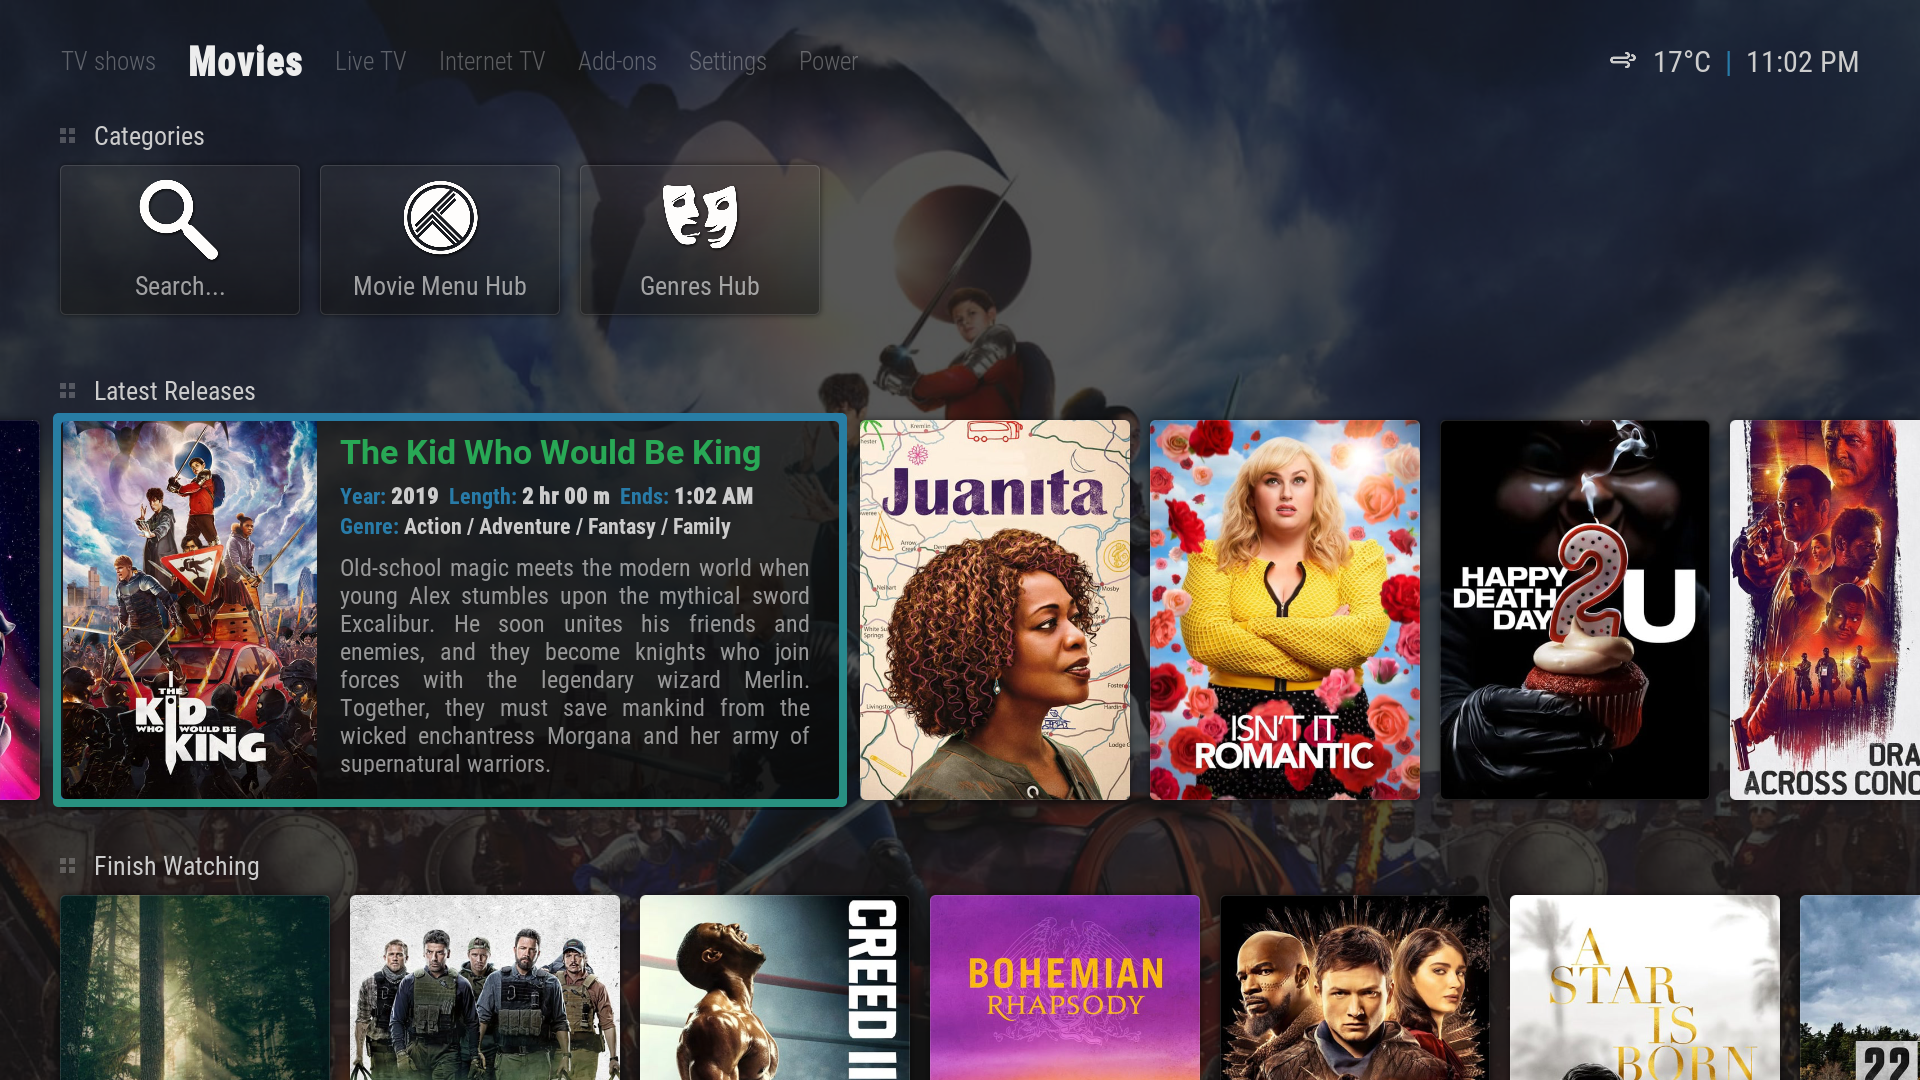 TV shows Movies Live TV Internet TV Add-ons Settings Power
17°C | 11:02 PM
Categories
Search...
Movie Menu Hub
Genres Hub
Latest Releases
THE
KID
WHO WOULD BE
KING
The Kid Who Would Be King
Year: 2019 Length: 2 hr 00 m Ends: 1:02 AM
Genre: Action / Adventure / Fantasy / Family
Old-school magic meets the modern world when
young Alex stumbles upon the mythical sword
Excalibur. He soon unites his friends and
enemies, and they become knights who join
forces with the legendary wizard Merlin.
Together, they must save mankind from the
wicked enchantress Morgana and her army of
supernatural warriors.
Juanita
ISN'T IT
ROMANTIC
HAPPY
DEATH
DAY
2U
DRA
ACROSS CONC
Finish Watching
CREED II
BOHEMIAN
RHAPSODY
A
STAR
IS
BORN
22